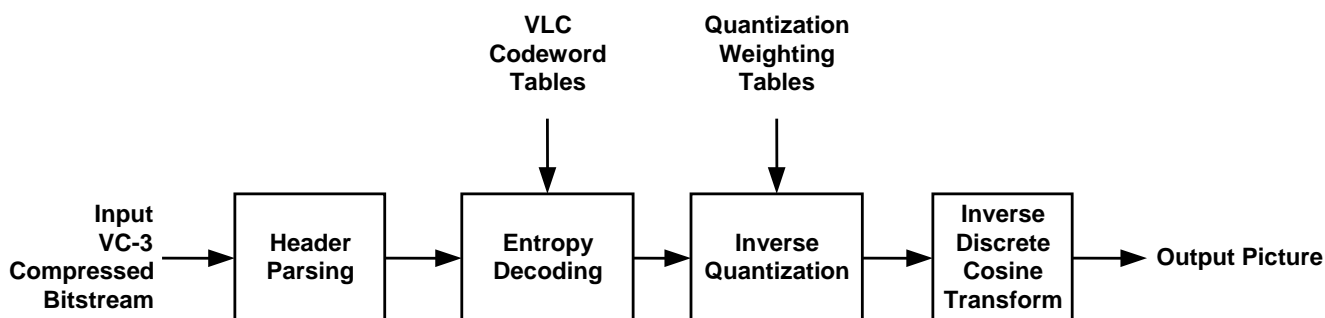 VLC
Codeword
Tables
Quantization
Weighting
Tables
Input
VC-3
Compressed
Bitstream
Header
Parsing
Entropy
Decoding
Inverse
Quantization
Inverse
Discrete
Cosine
Transform
Output Picture